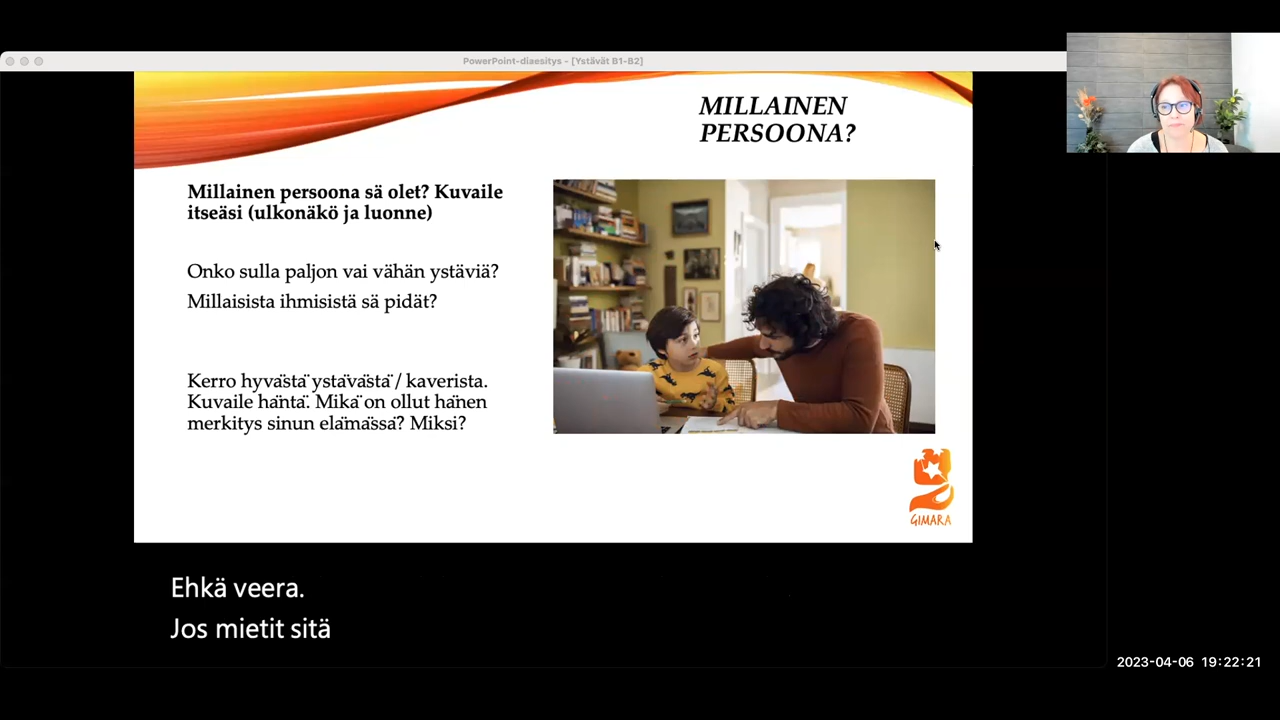 PowerPoint-diaesitys - [Ystävät B1-B2]
MILLAINEN
PERSOONA?
Millainen persoona sä olet? Kuvaile
itseäsi (ulkonäkö ja luonne)
Onko sulla paljon vai vähän ystäviä?
Millaisista ihmisistä sä pidät?
Kerro hyvästä ystävästä / kaverista.
Kuvaile häntä. Mikä on ollut hänen
merkitys sinun elämässä? Miksi?
GIMARA
Ehkä veera.
Jos mietit sitä
2023-04-06 19:22:21